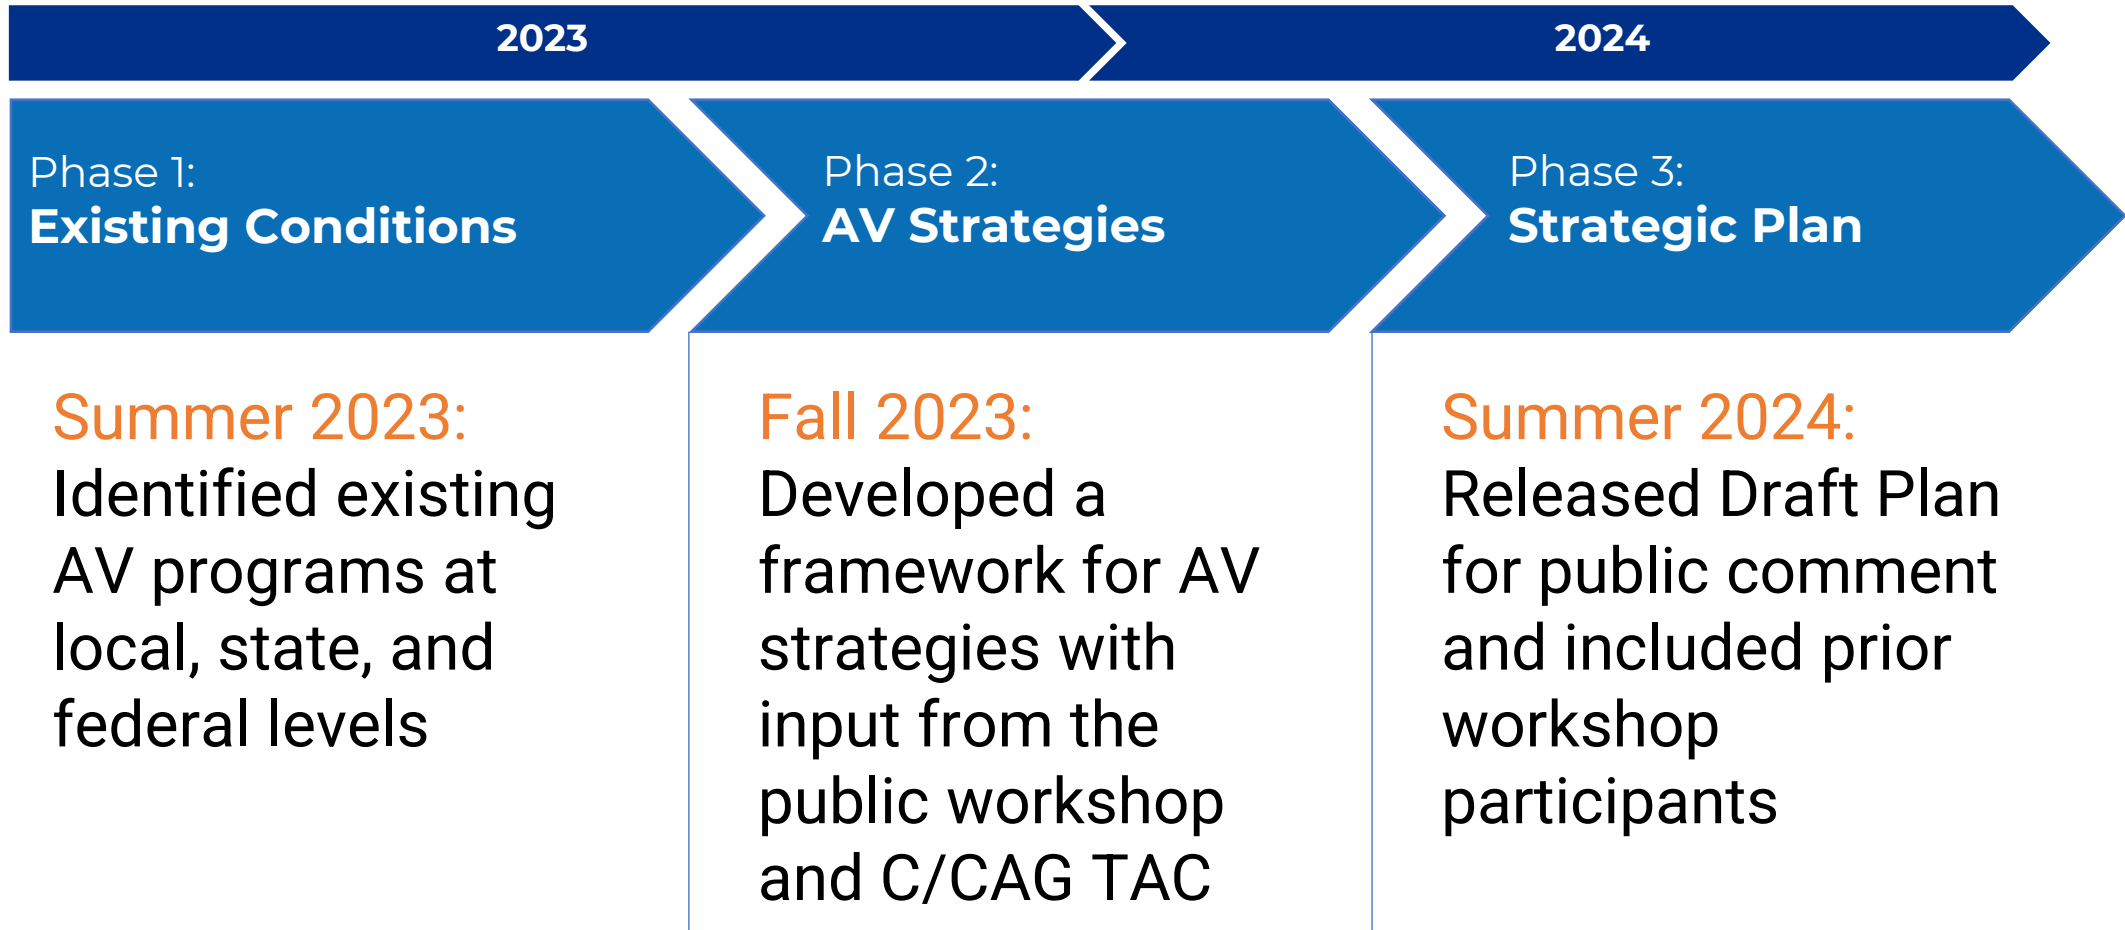 2023
2024
Phase 1:
Existing Conditions
Phase 2:
AV Strategies
Phase 3:
Strategic Plan
Summer 2023:
Identified existing
AV programs at
local, state, and
federal levels
Fall 2023:
Developed a
framework for AV
strategies with
input from the
public workshop
and C/CAG TAC
Summer 2024:
Released Draft Plan
for public comment
and included prior
workshop
participants